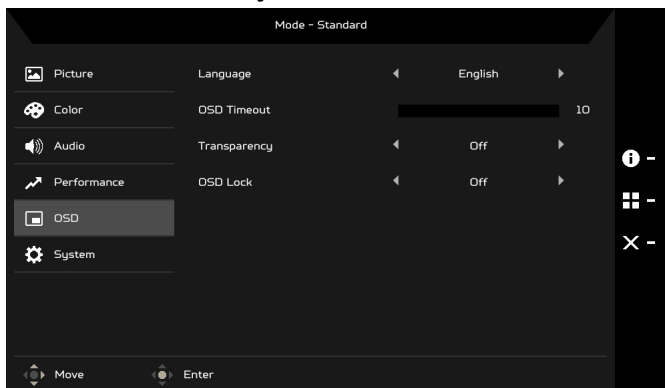 Mode - Standard
Picture
Language English
Color
OSD Timeout 10
Audio
Transparency Off
Performance
OSD Lock Off
OSD
System
Move Enter